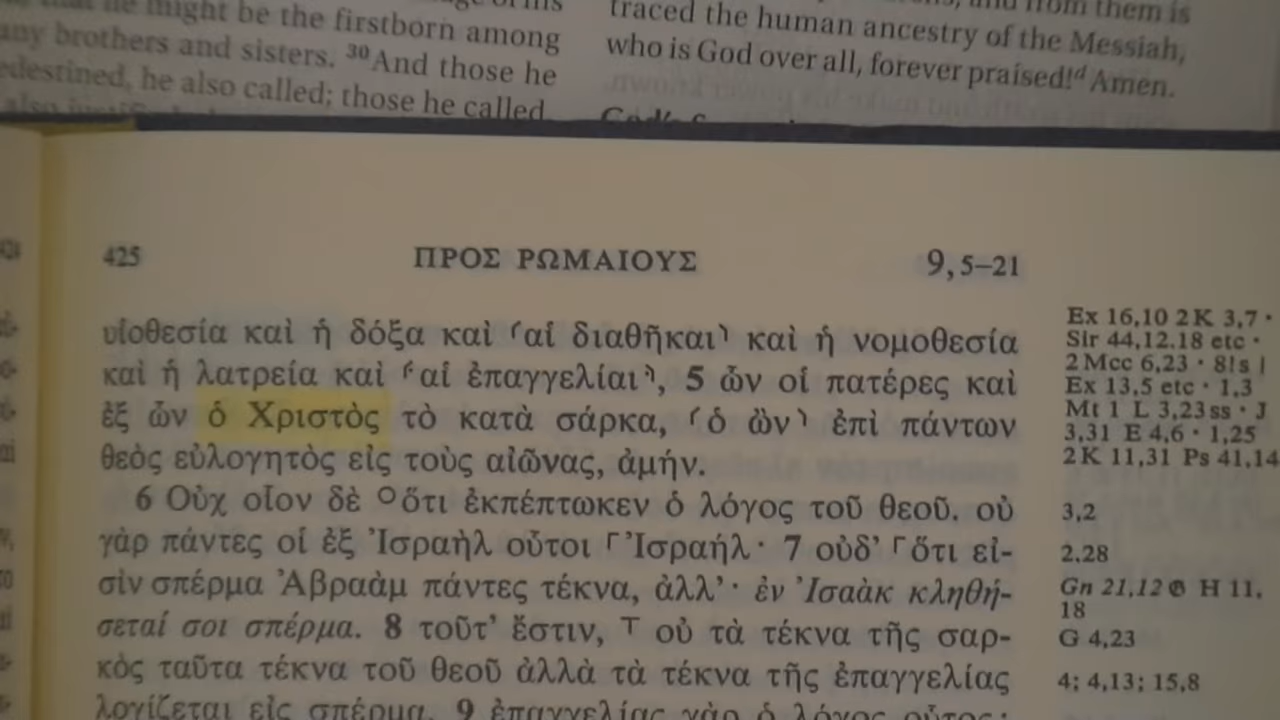 he might be the firstborn among
brothers and sisters. ³⁰And those he
he also called; those he called
traced the human ancestry of the Messiah,
who is God over all, forever praised!ᵈ Amen.
425 ΠΡΟΣ ΡΩΜΑΙΟΥΣ 9,5–21
υἱοθεσία καὶ ἡ δόξα καὶ ⸂αἱ διαθῆκαι⸃ καὶ ἡ νομοθεσία
καὶ ἡ λατρεία καὶ ⸂αἱ ἐπαγγελίαι⸃, 5 ὧν οἱ πατέρες καὶ
ἐξ ὧν ὁ Χριστὸς τὸ κατὰ σάρκα, ⸂ὁ ὢν⸃ ἐπὶ πάντων
θεὸς εὐλογητὸς εἰς τοὺς αἰῶνας, ἀμήν.
6 Οὐχ οἷον δὲ ⸰ὅτι ἐκπέπτωκεν ὁ λόγος τοῦ θεοῦ. οὐ
γὰρ πάντες οἱ ἐξ Ἰσραὴλ οὗτοι ⸀Ἰσραήλ· 7 οὐδ’ ⸀ὅτι εἰ-
σὶν σπέρμα Ἀβραὰμ πάντες τέκνα, ἀλλ’· ἐν Ἰσαὰκ κληθή-
σεταί σοι σπέρμα. 8 τοῦτ’ ἔστιν, ⸆ οὐ τὰ τέκνα τῆς σαρ-
κὸς ταῦτα τέκνα τοῦ θεοῦ ἀλλὰ τὰ τέκνα τῆς ἐπαγγελίας
λογίζεται εἰς σπέρμα. 9 ἐπαγγελίας γὰρ ὁ λόγος οὗτος·
Ex 16,10 2K 3,7 ·
Sir 44,12.18 etc ·
2Mcc 6,23 · 8!s |
Ex 13,5 etc · 1,3
Mt 1 L 3,23ss · J
3,31 E 4,6 · 1,25
2K 11,31 Ps 41,14
3,2
2,28
Gn 21,12 𝔊 H 11,
18
G 4,23
4; 4,13; 15,8